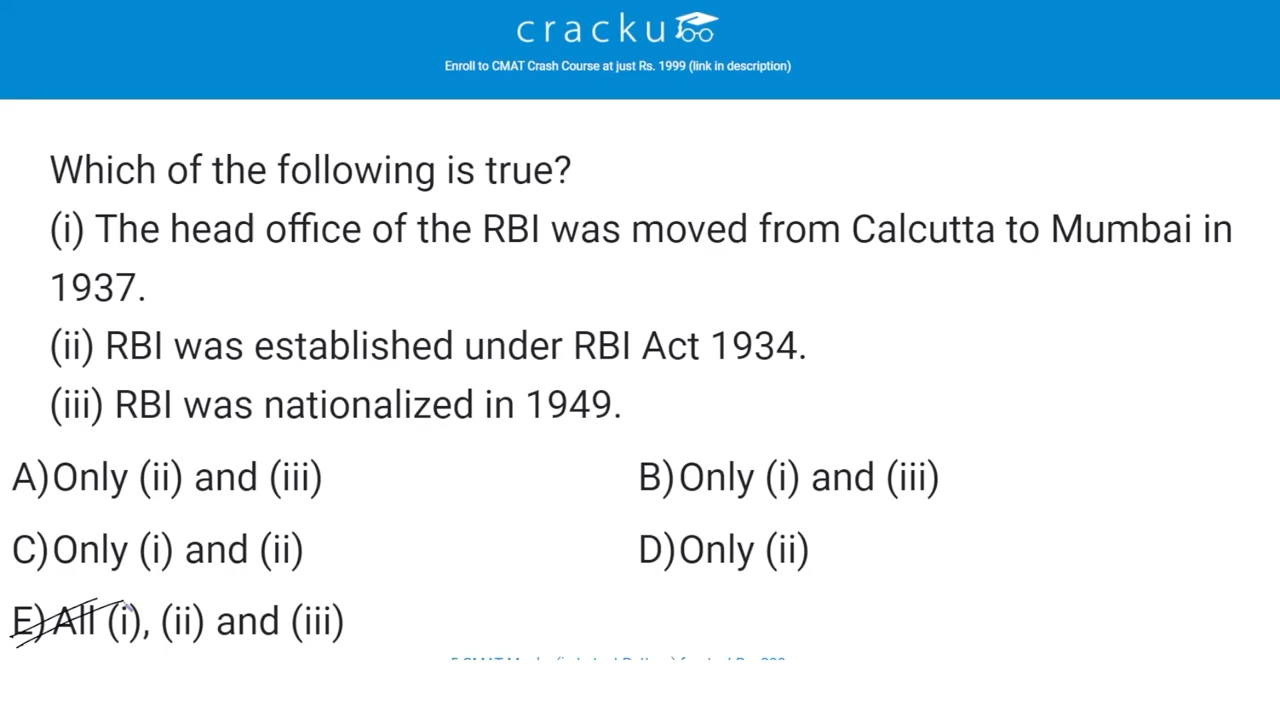 cracku
Enroll to CMAT Crash Course at just Rs. 1999 (link in description)
Which of the following is true?
(i) The head office of the RBI was moved from Calcutta to Mumbai in
1937.
(ii) RBI was established under RBI Act 1934.
(iii) RBI was nationalized in 1949.
A)Only (ii) and (iii)
B)Only (i) and (iii)
C)Only (i) and (ii)
D)Only (ii)
E)All (i), (ii) and (iii)